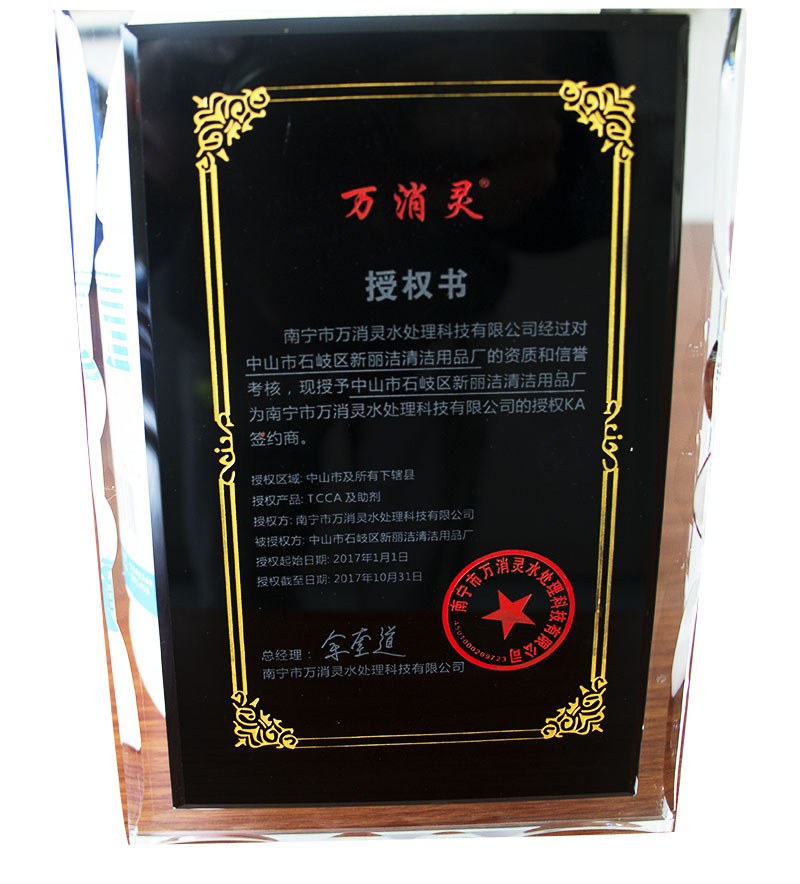 万消灵®
授权书
南宁市万消灵水处理科技有限公司经过对
中山市石岐区新丽洁清洁用品厂的资质和信誉
考核，现授予中山市石岐区新丽洁清洁用品厂
为南宁市万消灵水处理科技有限公司的授权KA
签约商。
授权区域: 中山市及所有下辖县
授权产品: TCCA 及助剂
授权方: 南宁市万消灵水处理科技有限公司
被授权方: 中山市石岐区新丽洁清洁用品厂
授权起始日期: 2017年1月1日
授权截至日期: 2017年10月31日
南宁市万消灵水处理科技有限公司
4501000209723
总经理：
南宁市万消灵水处理科技有限公司